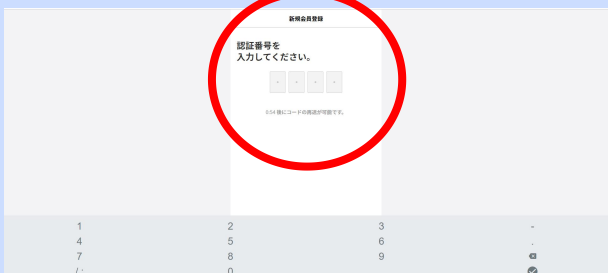 新規会員登録
認証番号を
入力してください。
- - - -
0:54 後にコードの再送が可能です。
1 2 3 -
4 5 6 .
7 8 9
0